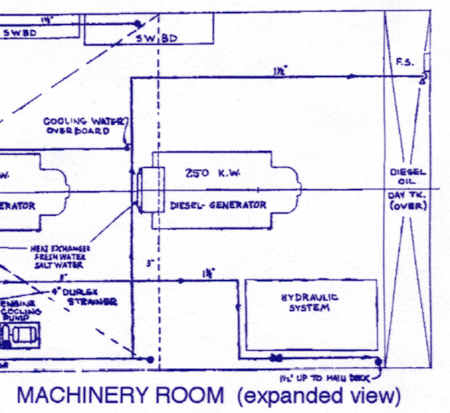 1½"
SWBD
SW.BD
1½"
F.S.
COOLING WATER
OVERBOARD
W.
ERATOR
250 K.W.
DIESEL-GENERATOR
DIESEL
OIL
DAY TK.
(OVER)
HEAT EXCHANGER
FRESH WATER
SALT WATER
3"
3"
1½"
4" DUPLEX
STRAINER
ENGINE
COOLING
PUMP
HYDRAULIC
SYSTEM
1½" UP TO MAIN DECK
MACHINERY ROOM (expanded view)